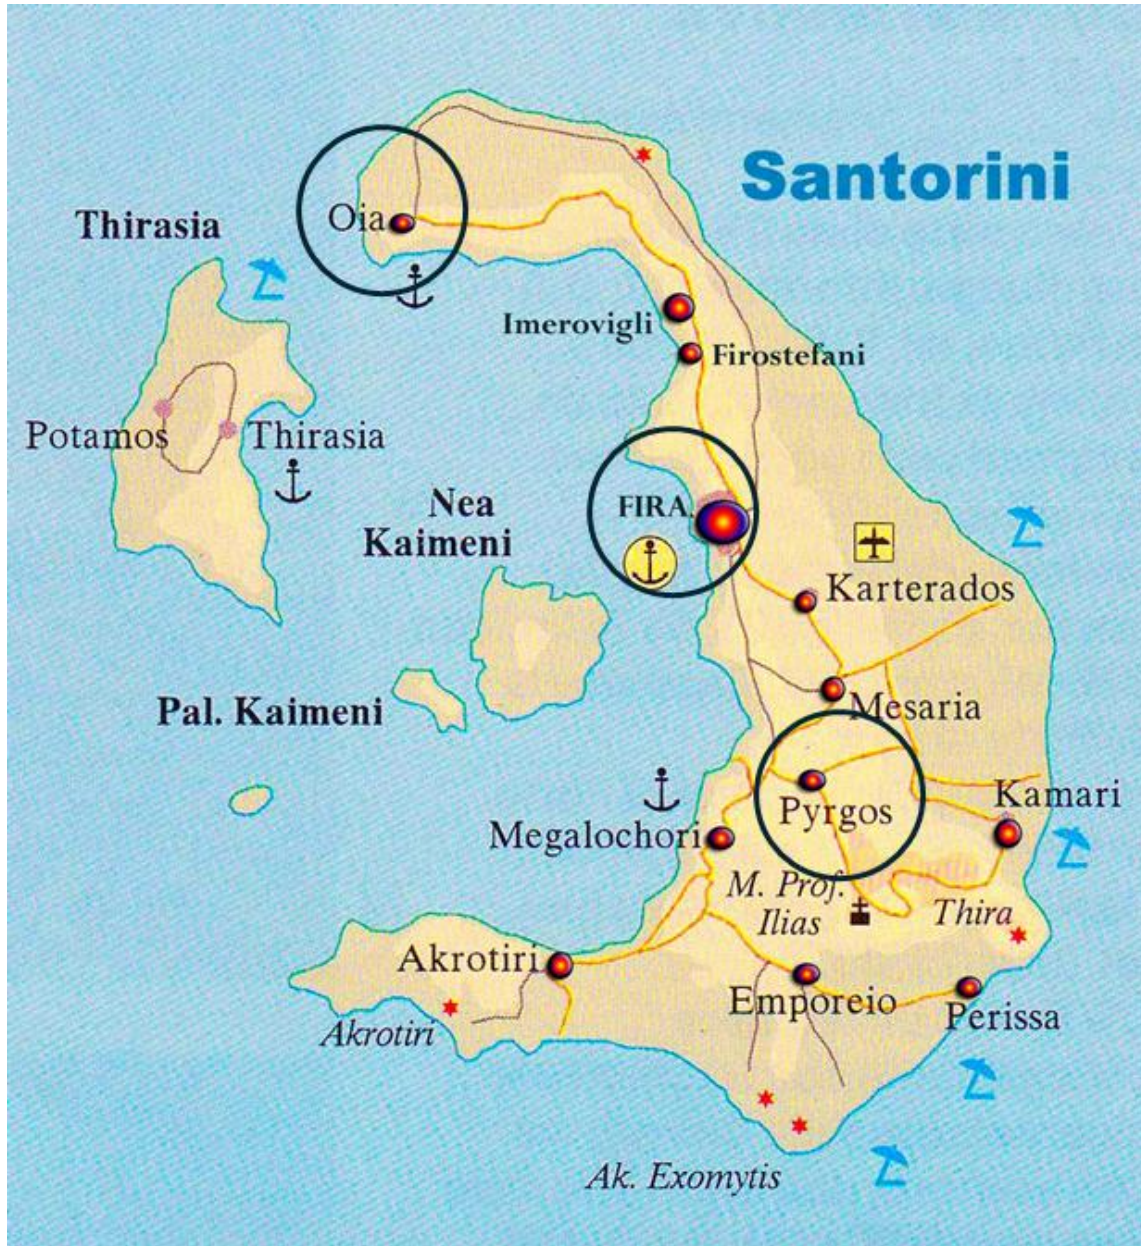 Santorini
Oia
Thirasia
Imerovigli
Firostefani
Potamos
Thirasia
Nea
Kaimeni
FIRA
Karterados
Pal. Kaimeni
Mesaria
Kamari
Pyrgos
Megalochori
M. Prof.
Ilias
Thira
Akrotiri
Emporeio
Perissa
Akrotiri
Ak. Exomytis